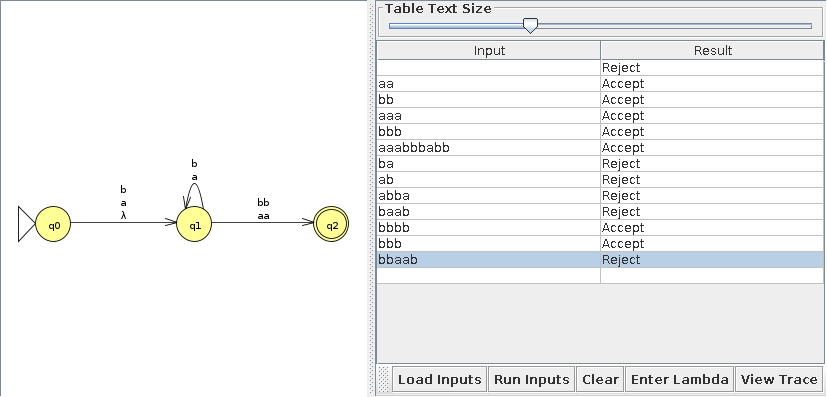 Table Text Size
Input Result
Reject
aa Accept
bb Accept
aaa Accept
bbb Accept
aaabbbabb Accept
ba Reject
ab Reject
abba Reject
baab Reject
bbbb Accept
bbb Accept
bbaab Reject
Load Inputs Run Inputs Clear Enter Lambda View Trace
b
a
b
a
λ
bb
aa
q0 q1 q2